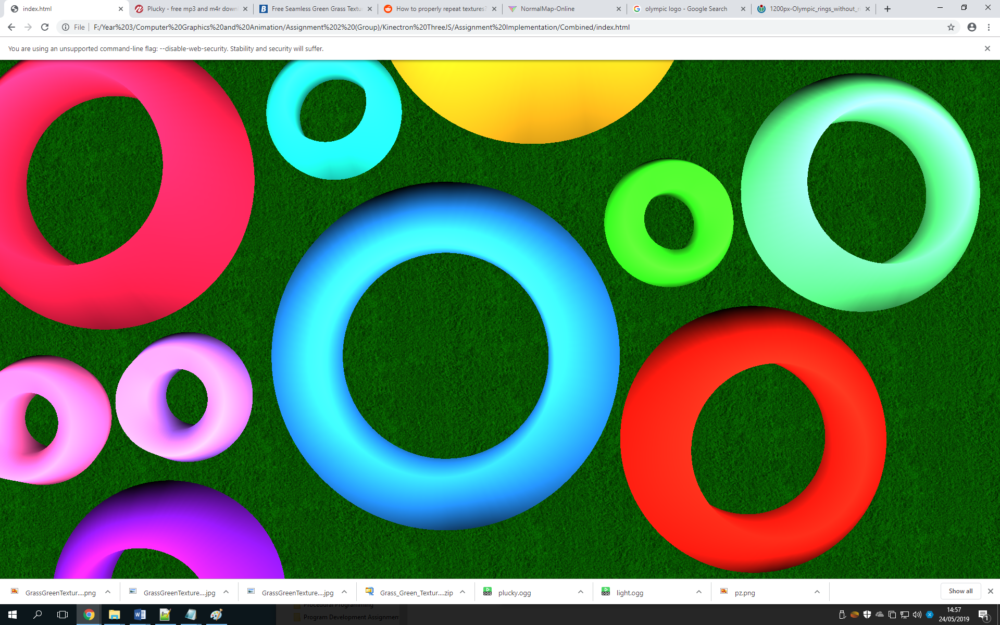 index.html
Plucky - free mp3 and m4r down
Free Seamless Green Grass Textu
How to properly repeat textures?
NormalMap-Online
olympic logo - Google Search
1200px-Olympic_rings_without_r
File
F:/Year%203/Computer%20Graphics%20and%20Animation/Assignment%202%20(Group)/Kinectron%20ThreeJS/Assignment%20Implementation/Combined/index.html
You are using an unsupported command-line flag: --disable-web-security. Stability and security will suffer.
GrassGreenTextur....png
GrassGreenTexture....jpg
GrassGreenTexture....jpg
Grass_Green_Textur....zip
plucky.ogg
light.ogg
pz.png
Show all
Procedural Programming
Program Development Assignmen
14:57
24/05/2019
1